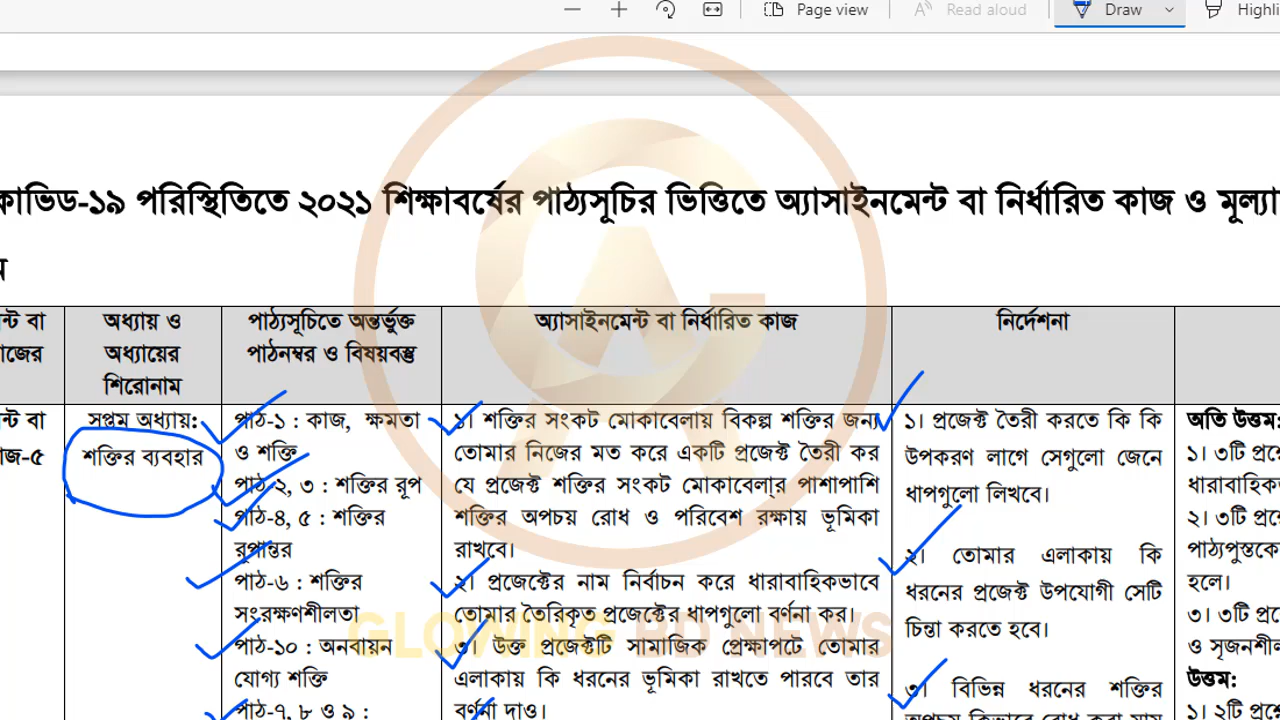 Page view
Read aloud
Draw
কোভিড-১৯ পরিস্থিতিতে ২০২১ শিক্ষাবর্ষের পাঠ্যসূচির ভিত্তিতে অ্যাসাইনমেন্ট বা নির্ধারিত কাজ ও
অধ্যায় ও
অধ্যায়ের
শিরোনাম
পাঠ্যসূচিতে অন্তর্ভুক্ত
পাঠনম্বর ও বিষয়বস্তু
অ্যাসাইনমেন্ট বা নির্ধারিত কাজ
নির্দেশনা
সপ্তম অধ্যায়:
শক্তির ব্যবহার
পাঠ-১ : কাজ, ক্ষমতা
ও শক্তি
পাঠ-২, ৩ : শক্তির রূপ
পাঠ-৪, ৫ : শক্তির
রূপান্তর
পাঠ-৬ : শক্তির
সংরক্ষণশীলতা
পাঠ-১০ : অনবায়ন
যোগ্য শক্তি
পাঠ-৭, ৮ ও ৯ :
১। শক্তির সংকট মোকাবেলায় বিকল্প শক্তির জন্য
তোমার নিজের মত করে একটি প্রজেক্ট তৈরী কর
যে প্রজেক্ট শক্তির সংকট মোকাবেলার পাশাপাশি
শক্তির অপচয় রোধ ও পরিবেশ রক্ষায় ভূমিকা
রাখবে।
২। প্রজেক্টের নাম নির্বাচন করে ধারাবাহিকভাবে
তোমার তৈরিকৃত প্রজেক্টের ধাপগুলো বর্ণনা কর।
৩। উক্ত প্রজেক্টটি সামাজিক প্রেক্ষাপটে তোমার
এলাকায় কি ধরনের ভূমিকা রাখতে পারবে তার
বর্ণনা দাও।
১। প্রজেক্ট তৈরী করতে কি কি
উপকরণ লাগে সেগুলো জেনে
ধাপগুলো লিখবে।
২। তোমার এলাকায় কি
ধরনের প্রজেক্ট উপযোগী সেটি
চিন্তা করতে হবে।
৩। বিভিন্ন ধরনের শক্তির
অতি উত্তম:
১। ৩টি
২। ৩টি
হলে।
৩। ৩টি
উত্তম:
১। ২টি
GLOWING BD NEWS